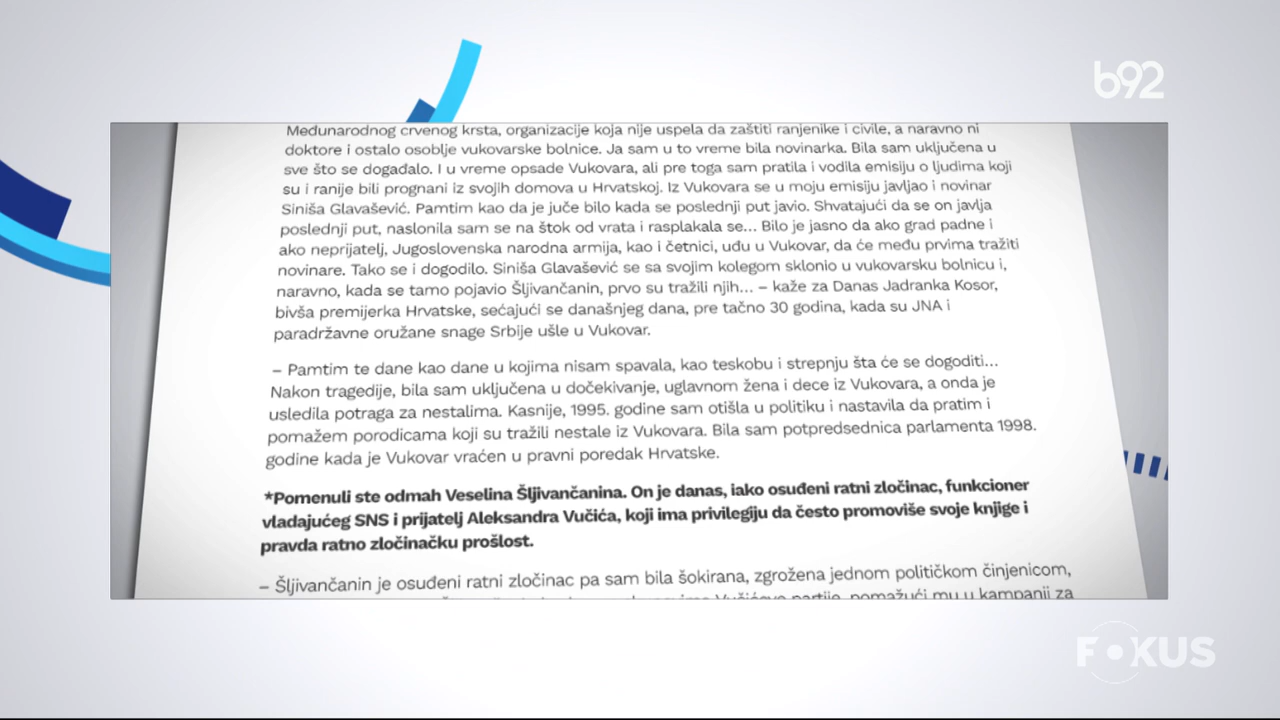 b92
Međunarodnog crvenog krsta, organizacije koja nije uspela da zaštiti ranjenike i civile, a naravno ni
doktore i ostalo osoblje vukovarske bolnice. Ja sam u to vreme bila novinarka. Bila sam uključena u
sve što se događalo. I u vreme opsade Vukovara, ali pre toga sam pratila i vodila emisiju o ljudima koji
su i ranije bili prognani iz svojih domova u Hrvatskoj. Iz Vukovara se u moju emisiju javljao i novinar
Siniša Glavašević. Pamtim kao da je juče bilo kada se poslednji put javio. Shvatajući da se on javlja
poslednji put, naslonila sam se na štok od vrata i rasplakala se... Bilo je jasno da ako grad padne i
ako neprijatelj, Jugoslovenska narodna armija, kao i četnici, uđu u Vukovar, da će među prvima tražiti
novinare. Tako se i dogodilo. Siniša Glavašević se sa svojim kolegom sklonio u vukovarsku bolnicu i,
naravno, kada se tamo pojavio Šljivančanin, prvo su tražili njih... – kaže za Danas Jadranka Kosor,
bivša premijerka Hrvatske, sećajući se današnjeg dana, pre tačno 30 godina, kada su JNA i
paradržavne oružane snage Srbije ušle u Vukovar.
– Pamtim te dane kao dane u kojima nisam spavala, kao teskobu i strepnju šta će se dogoditi...
Nakon tragedije, bila sam uključena u dočekivanje, uglavnom žena i dece iz Vukovara, a onda je
usledila potraga za nestalima. Kasnije, 1995. godine sam otišla u politiku i nastavila da pratim i
pomažem porodicama koji su tražili nestale iz Vukovara. Bila sam potpredsednica parlamenta 1998.
godine kada je Vukovar vraćen u pravni poredak Hrvatske.
*Pomenuli ste odmah Veselina Šljivančanina. On je danas, iako osuđeni ratni zločinac, funkcioner
vladajućeg SNS i prijatelj Aleksandra Vučića, koji ima privilegiju da često promoviše svoje knjige i
pravda ratno zločinačku prošlost.
– Šljivančanin je osuđeni ratni zločinac pa sam bila šokirana, zgrožena jednom političkom činjenicom,
Vučićeve partije, pomažući mu u kampanji za
FOKUS